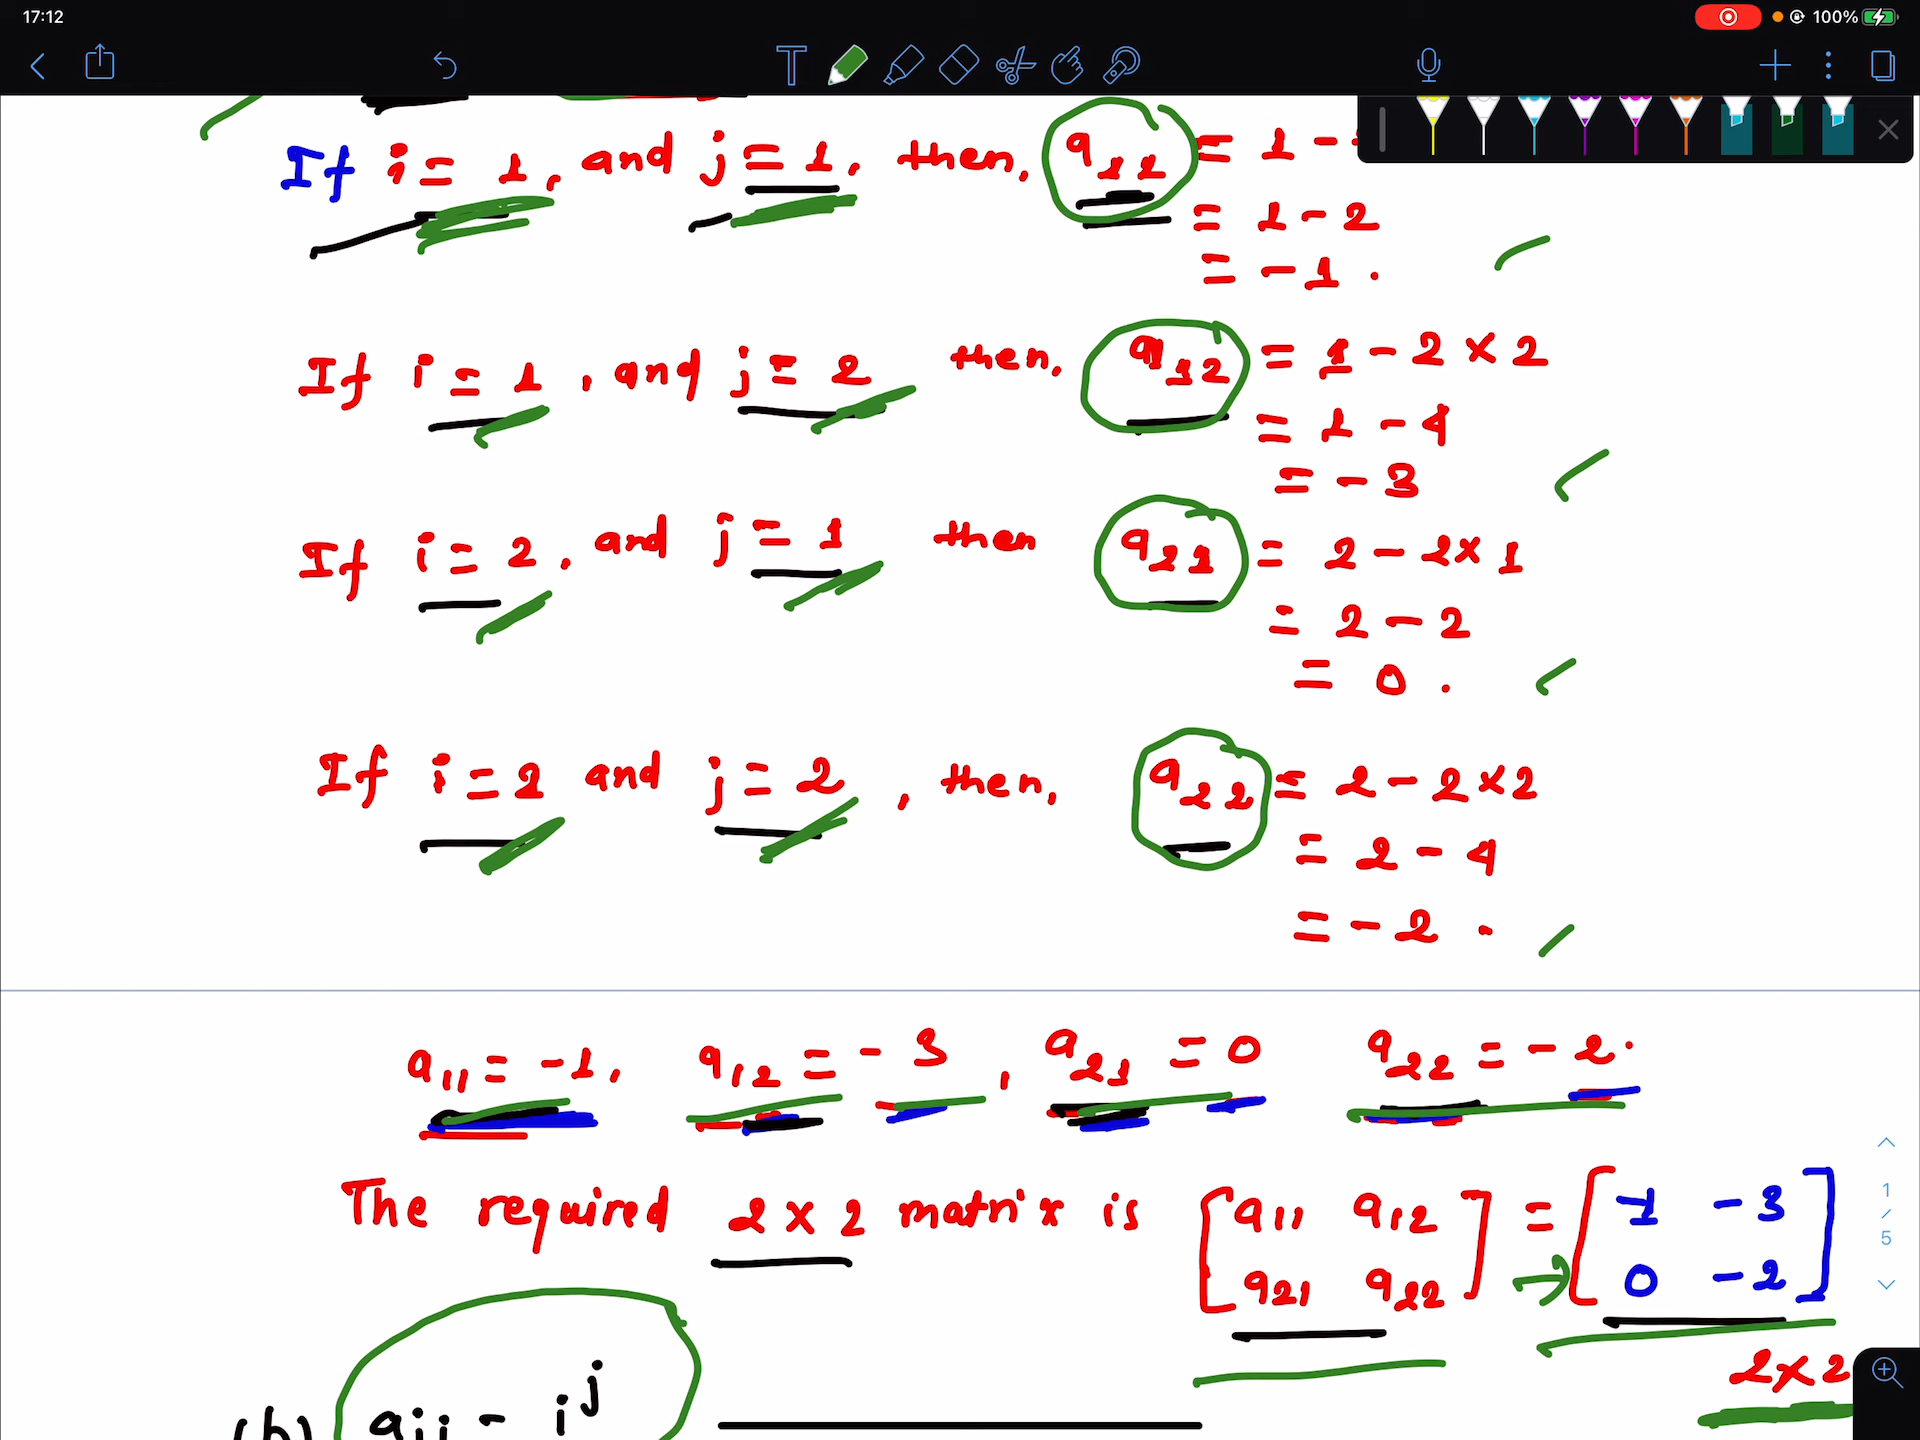 17:12
100%
If i = 1, and j = 1, then, a11 = 1 -
= 1 - 2
= -1 .
If i = 1, and j = 2 then, a12 = 1 - 2 × 2
= 1 - 4
= - 3
If i = 2, and j = 1 then a21 = 2 - 2×1
= 2 - 2
= 0 .
If i = 2 and j = 2, then, a22 = 2 - 2×2
= 2 - 4
= - 2 .
a11 = -1, a12 = - 3, a21 = 0 a22 = - 2.
The required 2 × 2 matrix is [a11 a12] = [-1 -3]
[a21 a22] → [0 -2]
2×2
(b) aij = i^j
1
/
5